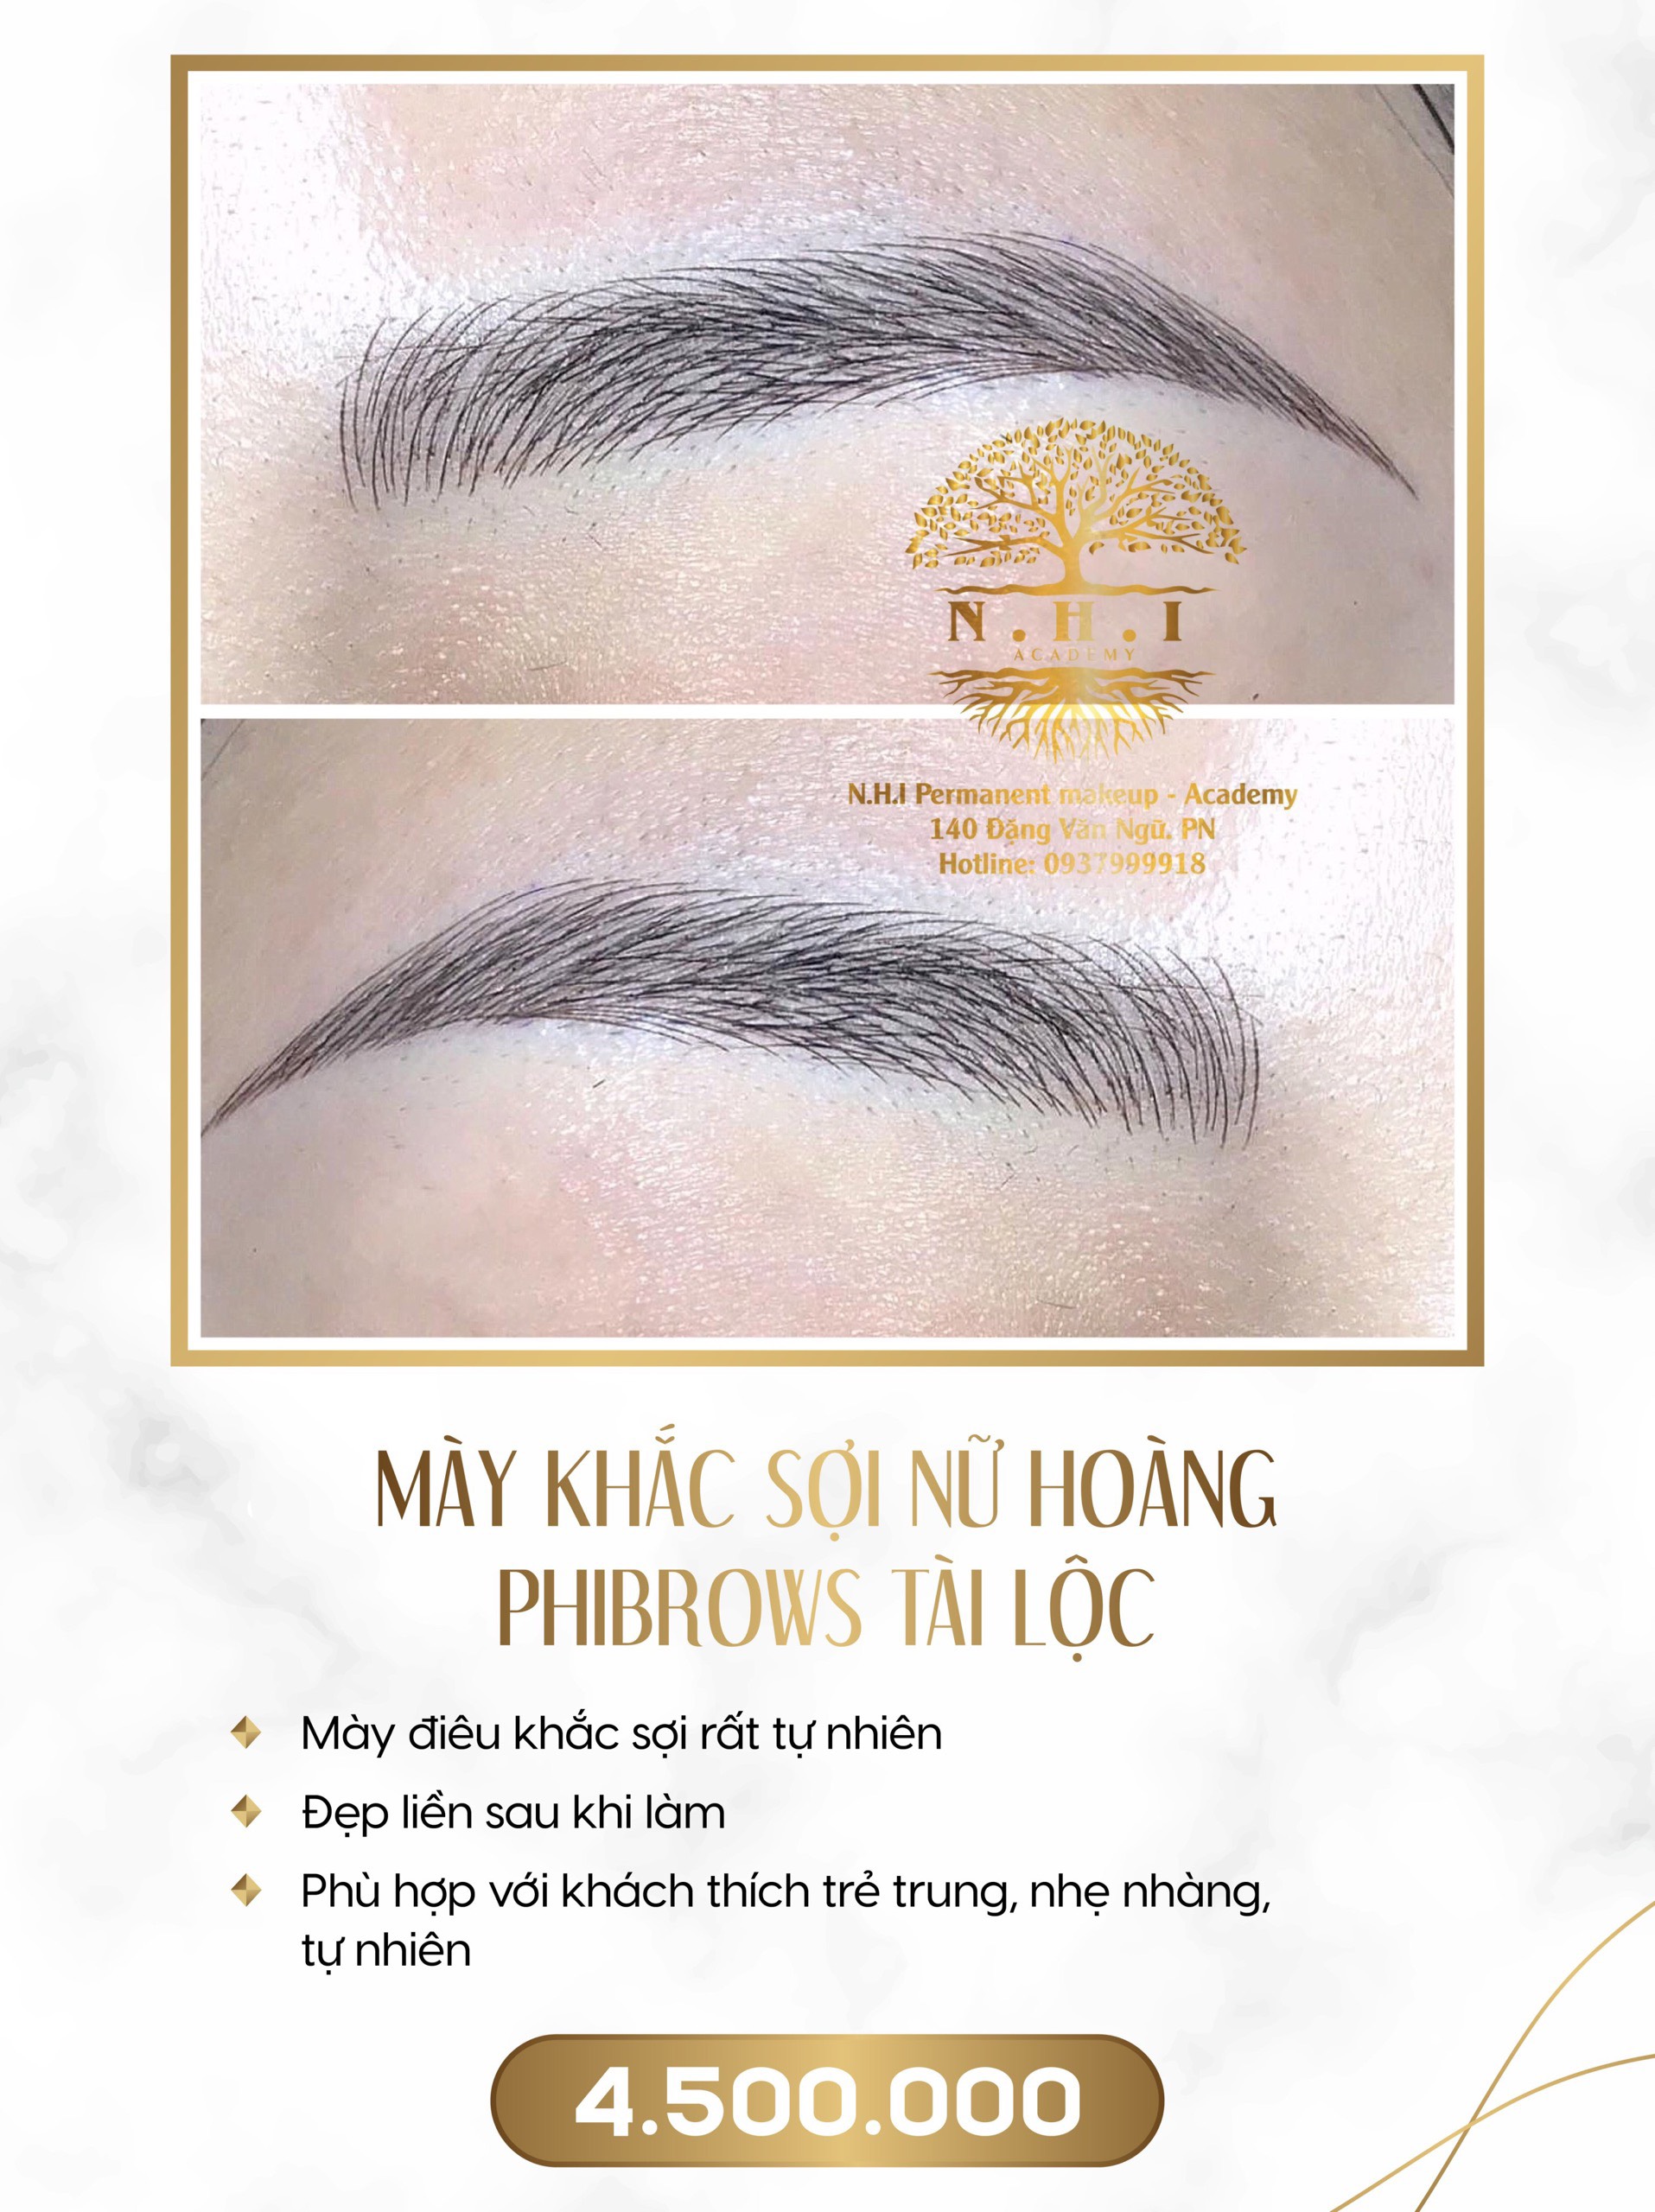 N.H.I
ACADEMY
N.H.I Permanent makeup - Academy
140 Đặng Văn Ngữ. PN
Hotline: 0937999918
MÀY KHẮC SỢI NỮ HOÀNG
PHIBROWS TÀI LỘC
Mày điêu khắc sợi rất tự nhiên
Đẹp liền sau khi làm
Phù hợp với khách thích trẻ trung, nhẹ nhàng,
tự nhiên
4.500.000